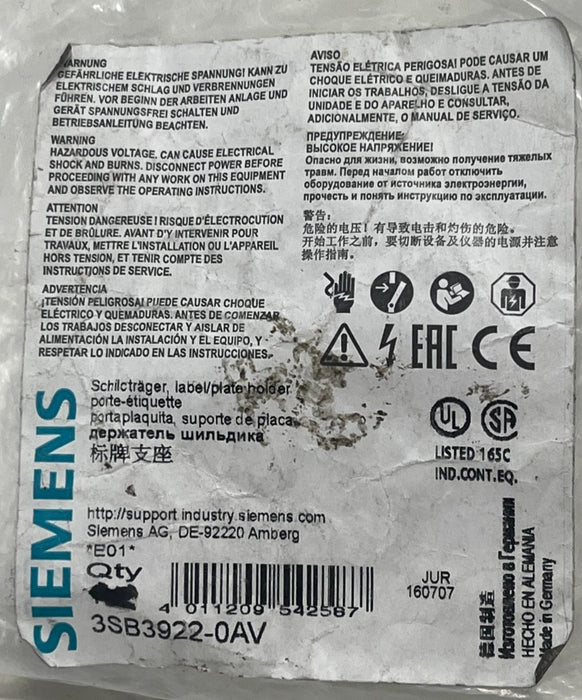 WARNUNG
GEFÄHRLICHE ELEKTRISCHE SPANNUNG! KANN ZU
ELEKTRISCHEM SCHLAG UND VERBRENNUNGEN
FÜHREN. VOR BEGINN DER ARBEITEN ANLAGE UND
GERÄT SPANNUNGSFREI SCHALTEN UND
BETRIEBSANLEITUNG BEACHTEN.
WARNING
HAZARDOUS VOLTAGE. CAN CAUSE ELECTRICAL
SHOCK AND BURNS. DISCONNECT POWER BEFORE
PROCEEDING WITH ANY WORK ON THIS EQUIPMENT
AND OBSERVE THE OPERATING INSTRUCTIONS.
ATTENTION
TENSION DANGEREUSE! RISQUE D'ÉLECTROCUTION
ET DE BRÛLURE. AVANT D'Y INTERVENIR POUR
TRAVAUX, METTRE L'INSTALLATION OU L'APPAREIL
HORS TENSION, ET TENIR COMPTE DES
INSTRUCTIONS DE SERVICE.
ADVERTENCIA
¡TENSIÓN PELIGROSA! PUEDE CAUSAR CHOQUE
ELÉCTRICO Y QUEMADURAS. ANTES DE COMENZAR
LOS TRABAJOS DESCONECTAR Y AISLAR DE
ALIMENTACIÓN LA INSTALACIÓN Y EL EQUIPO, Y
RESPETAR LO INDICADO EN LAS INSTRUCCIONES.
AVISO
TENSÃO ELÉTRICA PERIGOSA! PODE CAUSAR UM
CHOQUE ELÉTRICO E QUEIMADURAS. ANTES DE
INICIAR OS TRABALHOS, DESLIGUE A TENSÃO DA
UNIDADE E DO APARELHO E CONSULTAR,
ADICIONALMENTE, O MANUAL DE SERVIÇO.
ПРЕДУПРЕЖДЕНИЕ:
ВЫСОКОЕ НАПРЯЖЕНИЕ!
Опасно для жизни, возможно получение тяжелых
травм. Перед началом работ отключить
оборудование от источника электроэнергии,
прочесть и понять инструкцию по эксплуатации.
警告:
危险的电压! 有导致电击和灼伤的危险。
开始工作之前, 要切断设备及仪器的电源并注意
操作指南。
EAC CE
UL SA
LISTED 165C
IND.CONT.EQ.
SIEMENS
Schildträger, label/plate holder
porte-étiquette
portaplaquita, suporte de placa
держатель шильдика
标牌支座
http://support.industry.siemens.com
Siemens AG, DE-92220 Amberg
*E01*
Qty
4 011209 542587
3SB3922-0AV
JUR
160707
德国制造
Изготовлено в Германии
HECHO EN ALEMANIA
Made in Germany